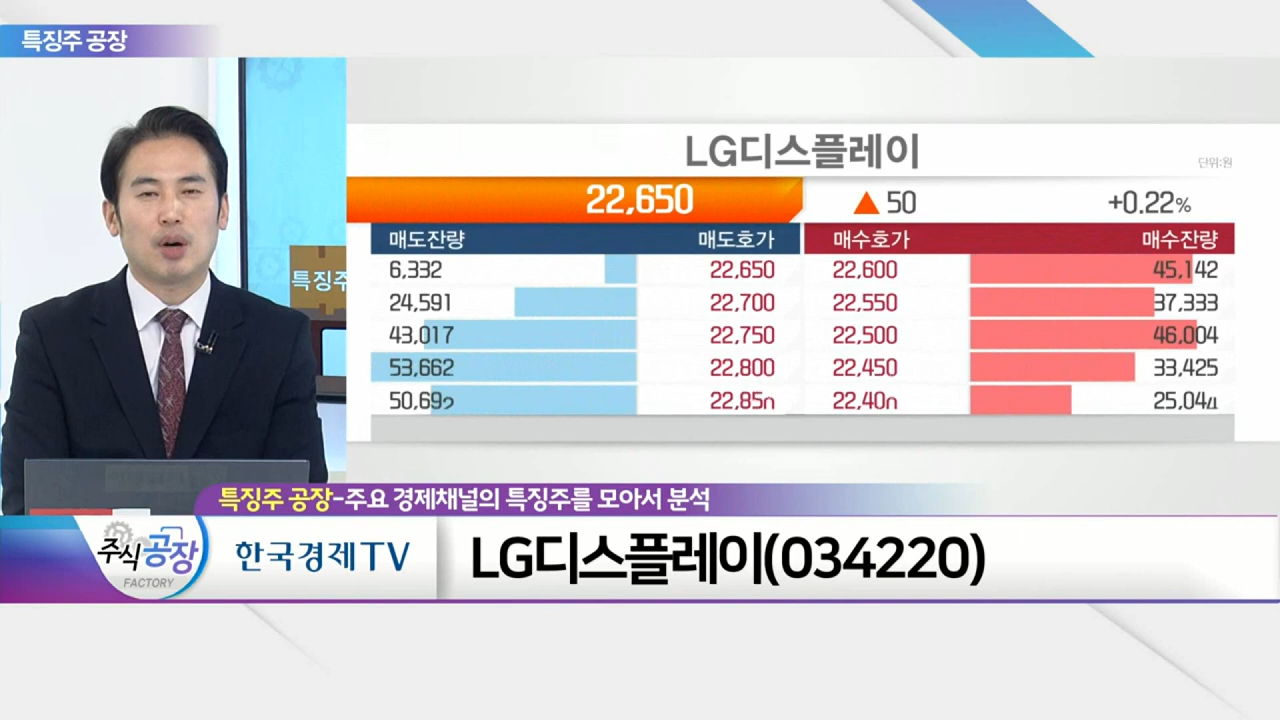 특징주 공장
LG디스플레이
단위:원
22,650 ▲ 50 +0.22%
매도잔량 매도호가 매수호가 매수잔량
6,332 22,650 22,600 45,142
24,591 22,700 22,550 37,333
43,017 22,750 22,500 46,004
53,662 22,800 22,450 33,425
특징주
특징주 공장-주요 경제채널의 특징주를 모아서 분석
주식공장
FACTORY
한국경제TV
LG디스플레이(034220)